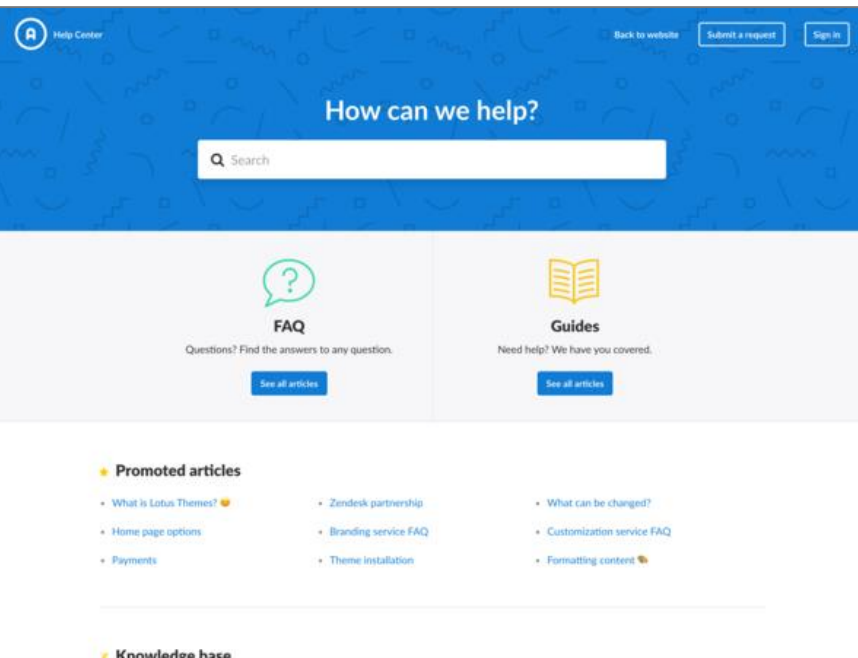 Help Center
Back to website
Submit a request
Sign in
How can we help?
Search
FAQ
Questions? Find the answers to any question.
See all articles
Guides
Need help? We have you covered.
See all articles
Promoted articles
What is Lotus Themes? 😀
Zendesk partnership
What can be changed?
Home page options
Branding service FAQ
Customization service FAQ
Payments
Theme installation
Formatting content 🎨
Knowledge base